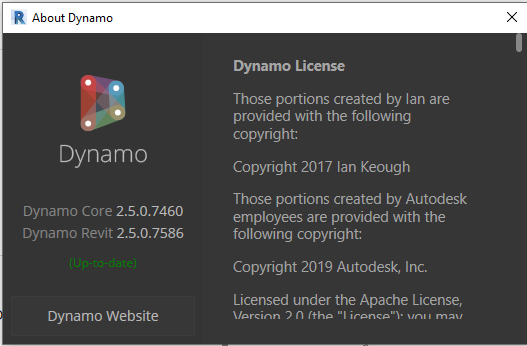 About Dynamo
Dynamo
Dynamo Core 2.5.0.7460
Dynamo Revit 2.5.0.7586
(Up-to-date)
Dynamo Website
Dynamo License
Those portions created by Ian are
provided with the following
copyright:
Copyright 2017 Ian Keough
Those portions created by Autodesk
employees are provided with the
following copyright:
Copyright 2019 Autodesk, Inc.
Licensed under the Apache License,
Version 2.0 (the "License"); you may